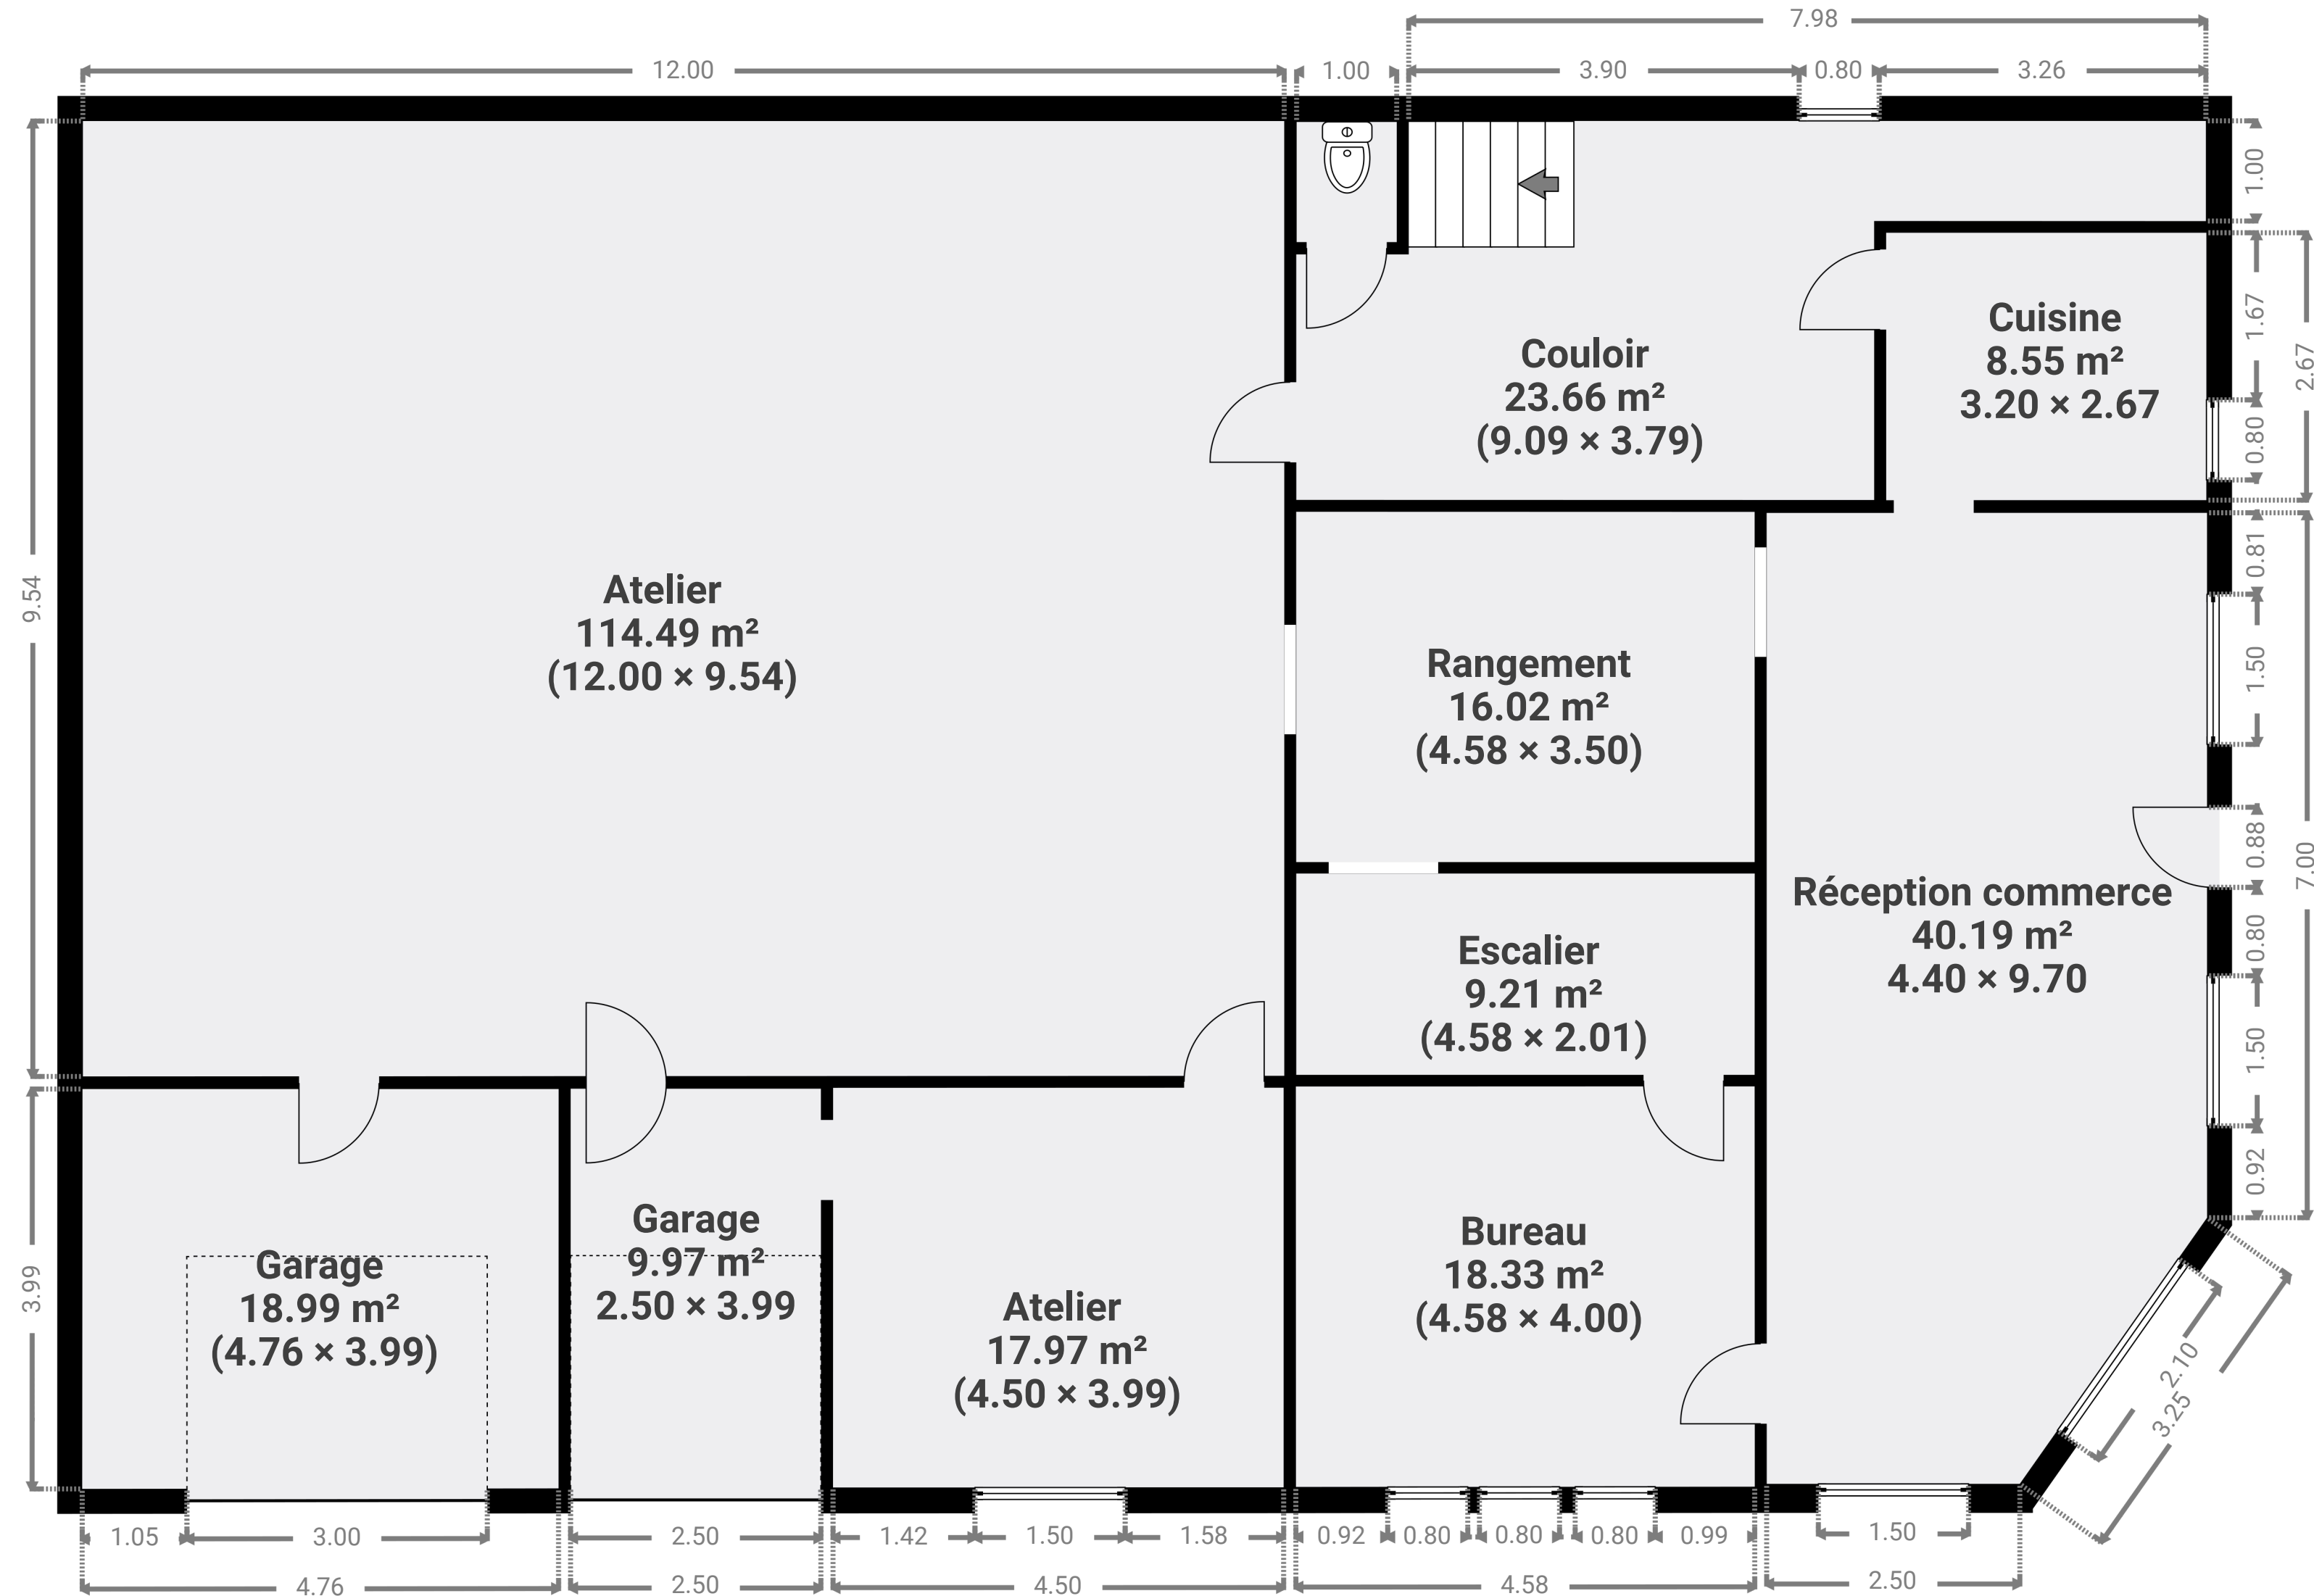 7.98
12.00
1.00
3.90
0.80
3.26
1.00
1.67
2.67
0.80
Cuisine
8.55 m²
3.20 × 2.67
Couloir
23.66 m²
(9.09 × 3.79)
9.54
Atelier
114.49 m²
(12.00 × 9.54)
Rangement
16.02 m²
(4.58 × 3.50)
0.81
1.50
0.88
7.00
0.80
1.50
0.92
Réception commerce
40.19 m²
4.40 × 9.70
Escalier
9.21 m²
(4.58 × 2.01)
3.99
Garage
18.99 m²
(4.76 × 3.99)
Garage
9.97 m²
2.50 × 3.99
Atelier
17.97 m²
(4.50 × 3.99)
Bureau
18.33 m²
(4.58 × 4.00)
2.10
3.25
1.05
3.00
2.50
1.42
1.50
1.58
0.92
0.80
0.80
0.80
0.99
1.50
4.76
2.50
4.50
4.58
2.50